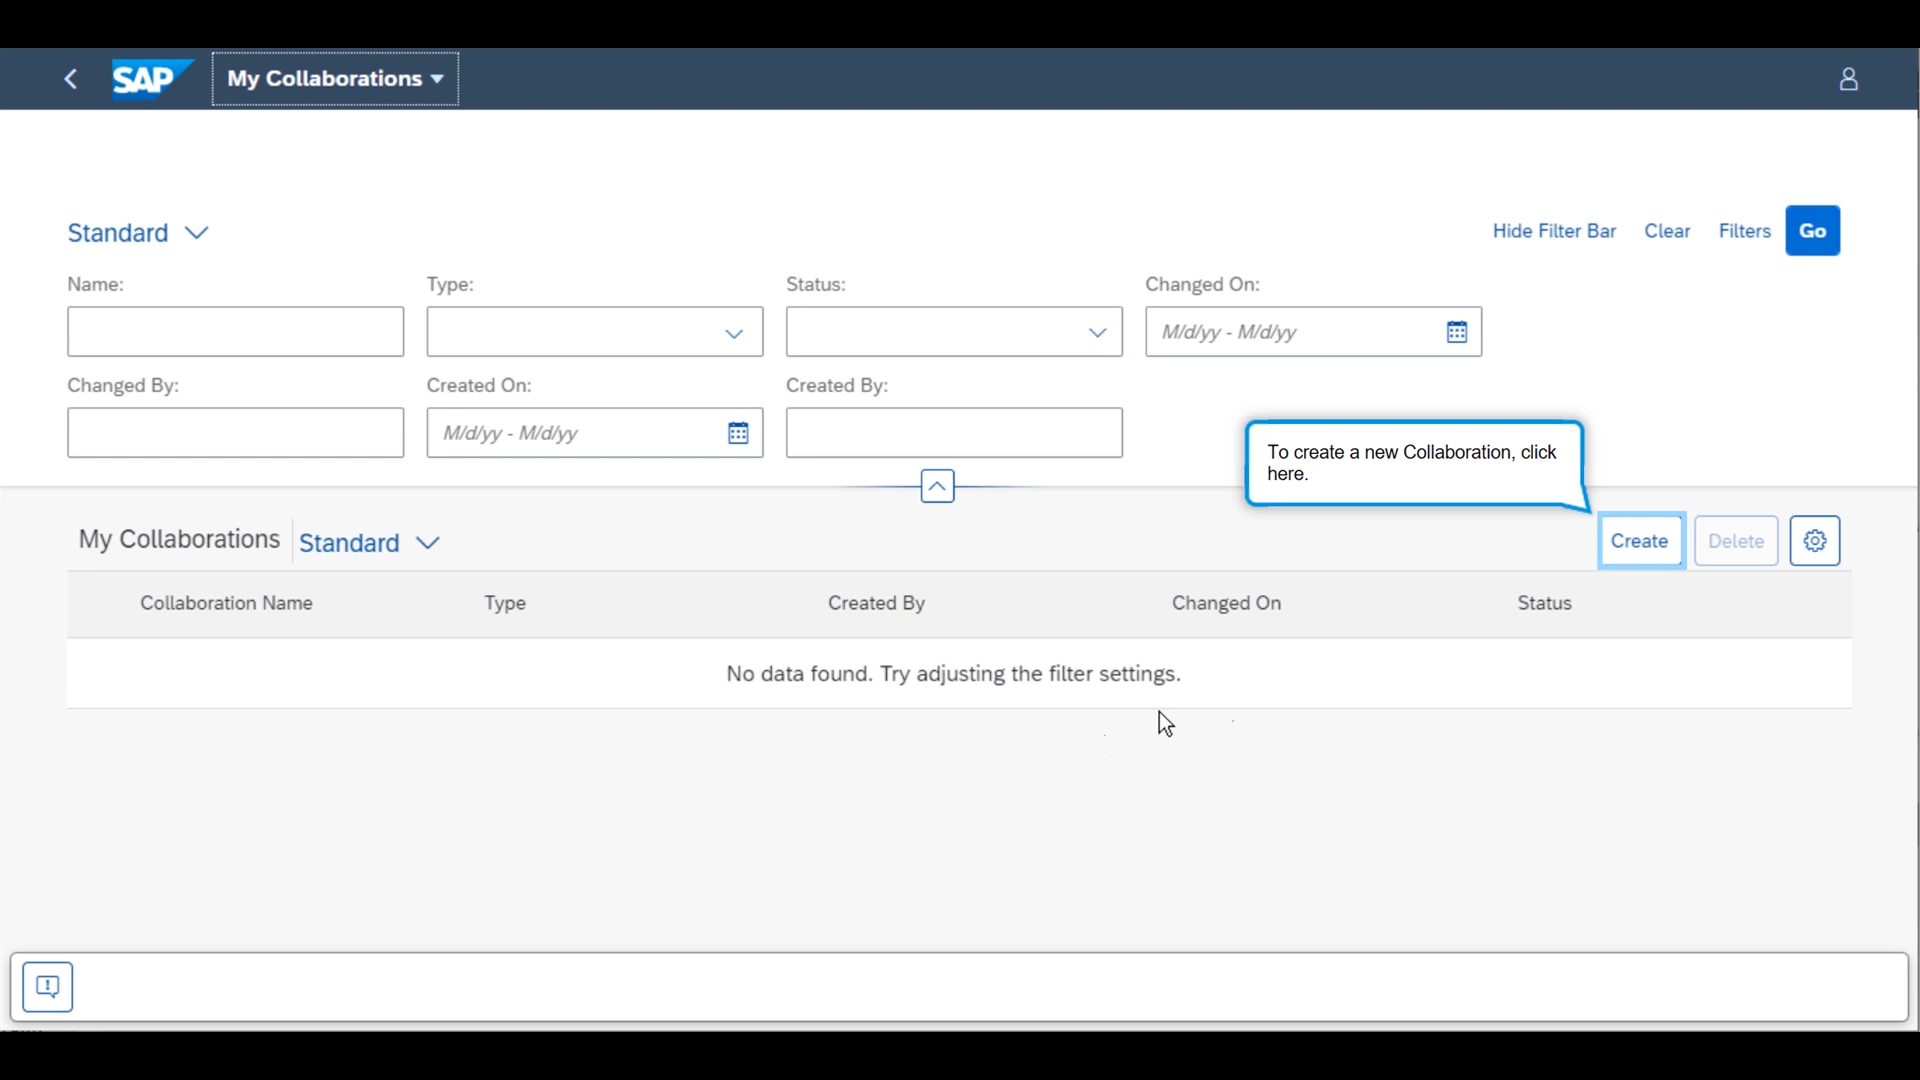 SAP My Collaborations
Standard
Hide Filter Bar Clear Filters Go
Name: Type: Status: Changed On:
M/d/yy - M/d/yy
Changed By: Created On: Created By:
M/d/yy - M/d/yy
To create a new Collaboration, click
here.
My Collaborations Standard
Create Delete
Collaboration Name Type Created By Changed On Status
No data found. Try adjusting the filter settings.